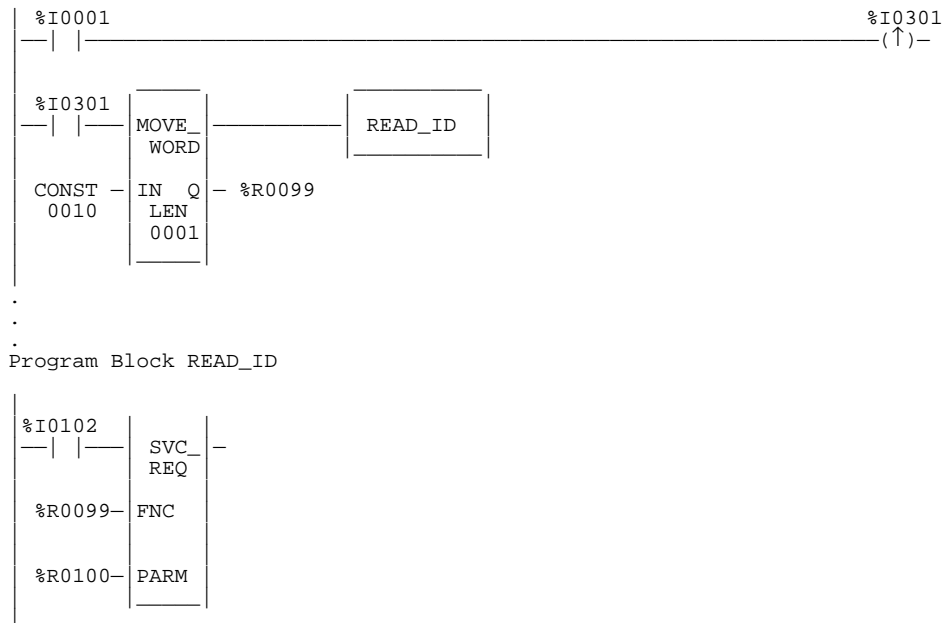 %I0001 %I0301
(↑)
%I0301
MOVE_ READ_ID
WORD
CONST IN Q %R0099
0010 LEN
0001
.
.
.
Program Block READ_ID
%I0102
SVC_
REQ
%R0099 FNC
%R0100 PARM